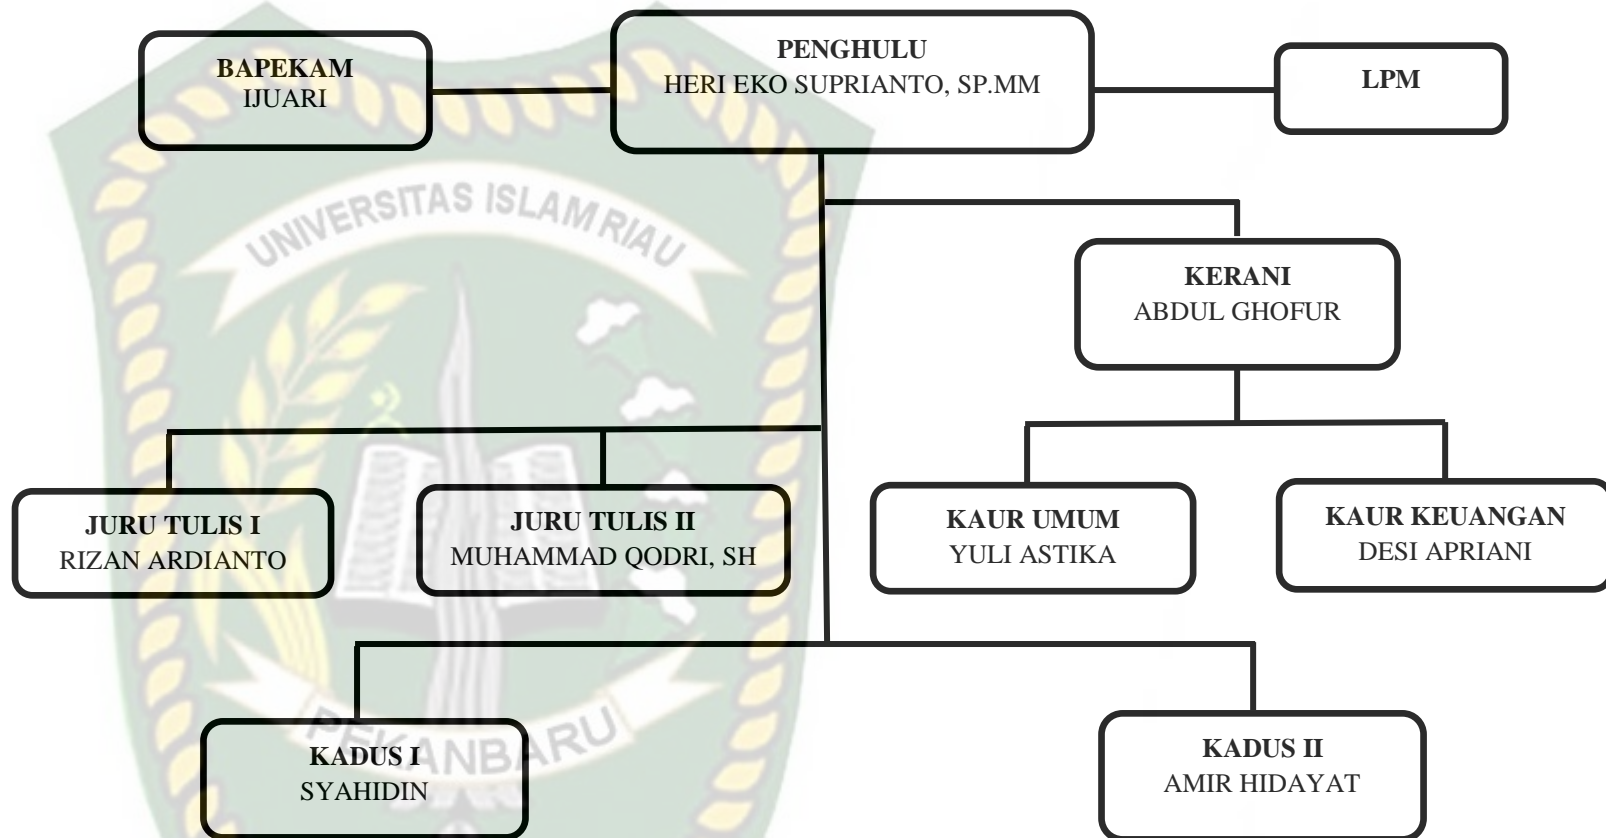 BAPEKAM
IJUARI
PENGHULU
HERI EKO SUPRIANTO, SP.MM
LPM
UNIVERSITAS ISLAM RIAU
KERANI
ABDUL GHOFUR
JURU TULIS I
RIZAN ARDIANTO
JURU TULIS II
MUHAMMAD QODRI, SH
KAUR UMUM
YULI ASTIKA
KAUR KEUANGAN
DESI APRIANI
KADUS I
SYAHIDIN
PEKANBARU
KADUS II
AMIR HIDAYAT